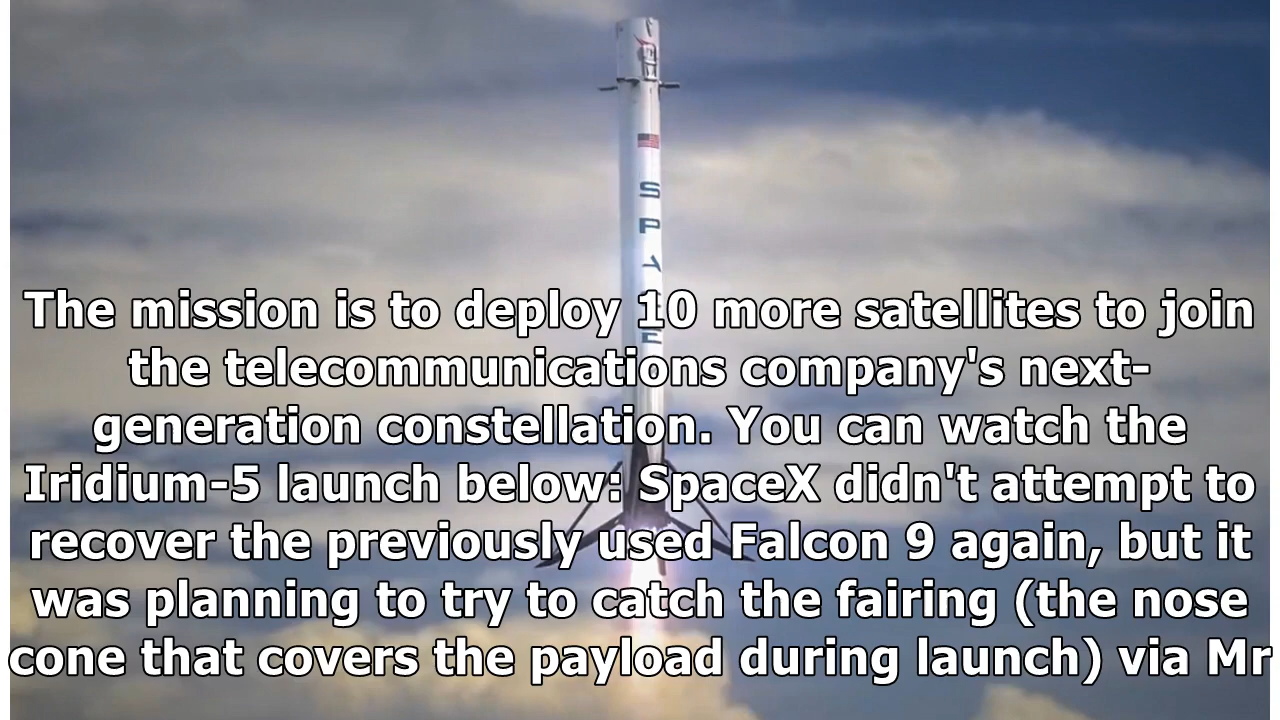 SPACE
The mission is to deploy 10 more satellites to join
the telecommunications company's next-
generation constellation. You can watch the
Iridium-5 launch below: SpaceX didn't attempt to
recover the previously used Falcon 9 again, but it
was planning to try to catch the fairing (the nose
cone that covers the payload during launch) via Mr